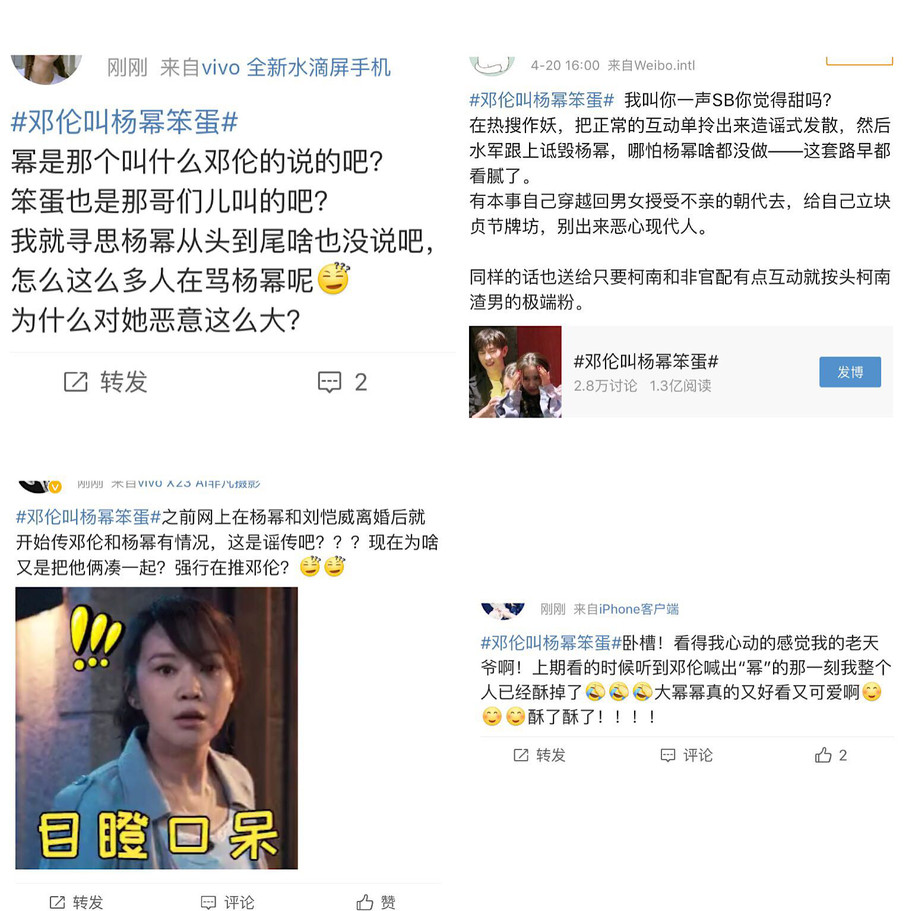 刚刚 来自vivo 全新水滴屏手机
#邓伦叫杨幂笨蛋#
幂是那个叫什么邓伦的说的吧?
笨蛋也是那哥们儿叫的吧?
我就寻思杨幂从头到尾啥也没说吧,
怎么这么多人在骂杨幂呢???
为什么对她恶意这么大?
转发 2
4-20 16:00 来自Weibo.intl
#邓伦叫杨幂笨蛋# 我叫你一声SB你觉得甜吗?
在热搜作妖，把正常的互动单拎出来造谣式发散，然后
水军跟上诋毁杨幂，哪怕杨幂啥都没做——这套路早都
看腻了。
有本事自己穿越回男女授受不亲的朝代去，给自己立块
贞节牌坊，别出来恶心现代人。
同样的话也送给只要柯南和非官配有点互动就按头柯南
渣男的极端粉。
#邓伦叫杨幂笨蛋#
2.8万讨论 1.3亿阅读
发博
刚刚 来自vivo X23 AI非凡摄影
#邓伦叫杨幂笨蛋#之前网上在杨幂和刘恺威离婚后就
开始传邓伦和杨幂有情况，这是谣传吧？？？现在为啥
又是把他俩凑一起？强行在推邓伦？
!!!
目瞪口呆
转发 评论 赞
刚刚 来自iPhone客户端
#邓伦叫杨幂笨蛋#卧槽！看得我心动的感觉我的老天
爷啊！上期看的时候听到邓伦喊出“幂”的那一刻我整个
人已经酥掉了🤣🤣🤣大幂幂真的又好看又可爱啊😊
😊😊酥了酥了！！！！
转发 评论 2